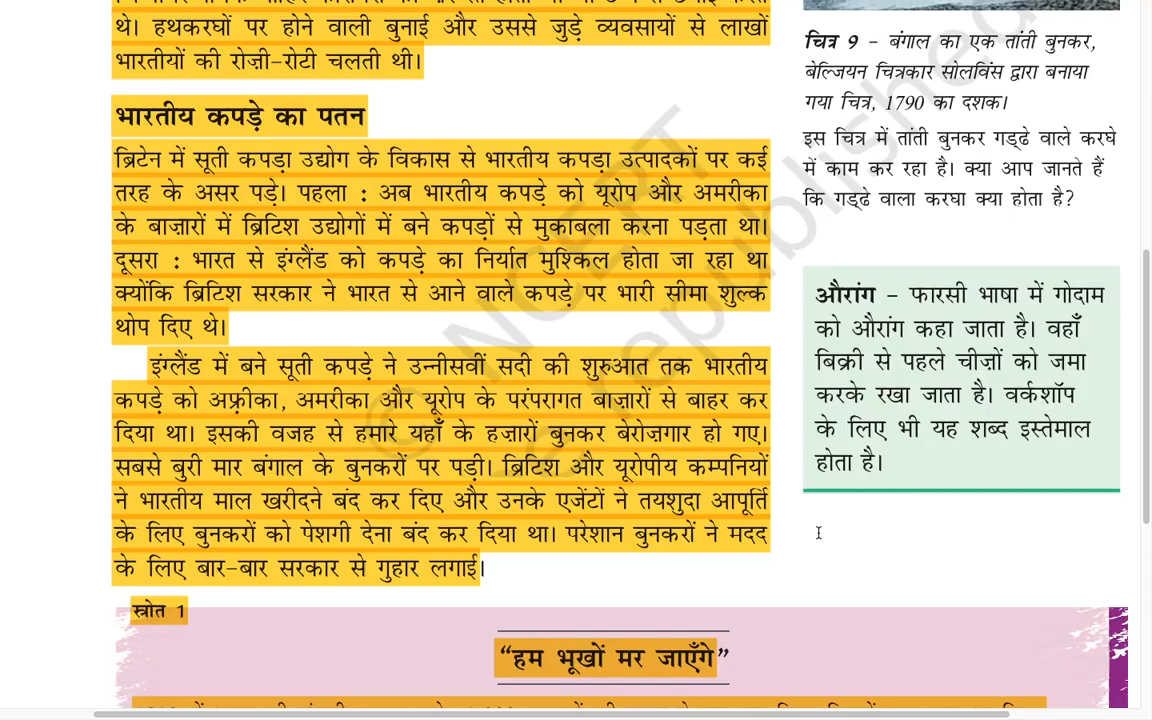 थे। हथकरघों पर होने वाली बुनाई और उससे जुड़े व्यवसायों से लाखों
भारतीयों की रोज़ी-रोटी चलती थी।
भारतीय कपड़े का पतन
ब्रिटेन में सूती कपड़ा उद्योग के विकास से भारतीय कपड़ा उत्पादकों पर कई
तरह के असर पड़े। पहला : अब भारतीय कपड़े को यूरोप और अमरीका
के बाज़ारों में ब्रिटिश उद्योगों में बने कपड़ों से मुकाबला करना पड़ता था।
दूसरा : भारत से इंग्लैंड को कपड़े का निर्यात मुश्किल होता जा रहा था
क्योंकि ब्रिटिश सरकार ने भारत से आने वाले कपड़े पर भारी सीमा शुल्क
थोप दिए थे।
इंग्लैंड में बने सूती कपड़े ने उन्नीसवीं सदी की शुरुआत तक भारतीय
कपड़े को अफ़्रीका, अमरीका और यूरोप के परंपरागत बाज़ारों से बाहर कर
दिया था। इसकी वजह से हमारे यहाँ के हजारों बुनकर बेरोज़गार हो गए।
सबसे बुरी मार बंगाल के बुनकरों पर पड़ी। ब्रिटिश और यूरोपीय कम्पनियों
ने भारतीय माल खरीदने बंद कर दिए और उनके एजेंटों ने तयशुदा आपूर्ति
के लिए बुनकरों को पेशगी देना बंद कर दिया था। परेशान बुनकरों ने मदद
के लिए बार-बार सरकार से गुहार लगाई।
चित्र 9 – बंगाल का एक तांती बुनकर,
बेल्जियन चित्रकार सोलविंस द्वारा बनाया
गया चित्र, 1790 का दशक।
इस चित्र में तांती बुनकर गड्ढे वाले करघे
में काम कर रहा है। क्या आप जानते हैं
कि गड्ढे वाला करघा क्या होता है?
औरांग – फारसी भाषा में गोदाम
को औरांग कहा जाता है। वहाँ
बिक्री से पहले चीज़ों को जमा
करके रखा जाता है। वर्कशॉप
के लिए भी यह शब्द इस्तेमाल
होता है।
स्रोत 1
“हम भूखों मर जाएँगे”
© NCERT
republished